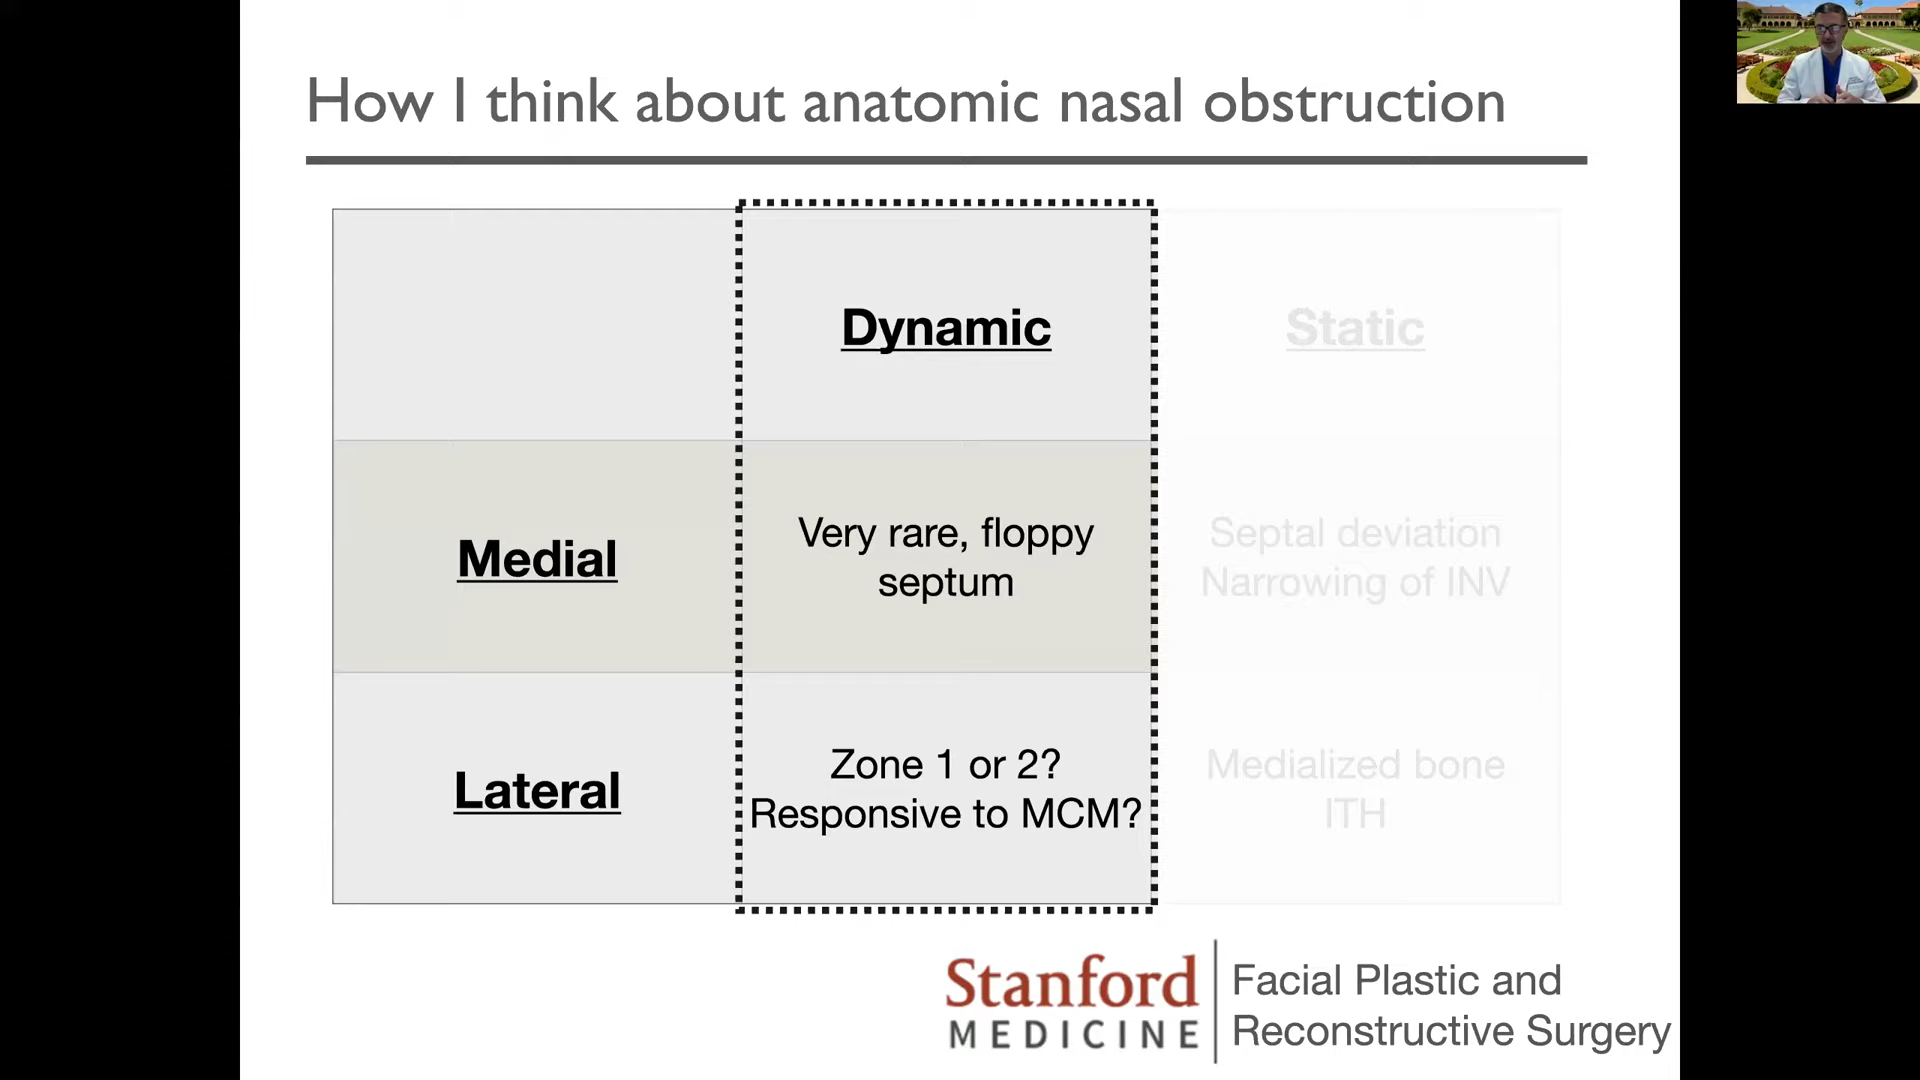 How I think about anatomic nasal obstruction
Dynamic
Static
Medial
Very rare, floppy
septum
Septal deviation
Narrowing of INV
Lateral
Zone 1 or 2?
Responsive to MCM?
Medialized bone
ITH
Stanford
MEDICINE
Facial Plastic and
Reconstructive Surgery